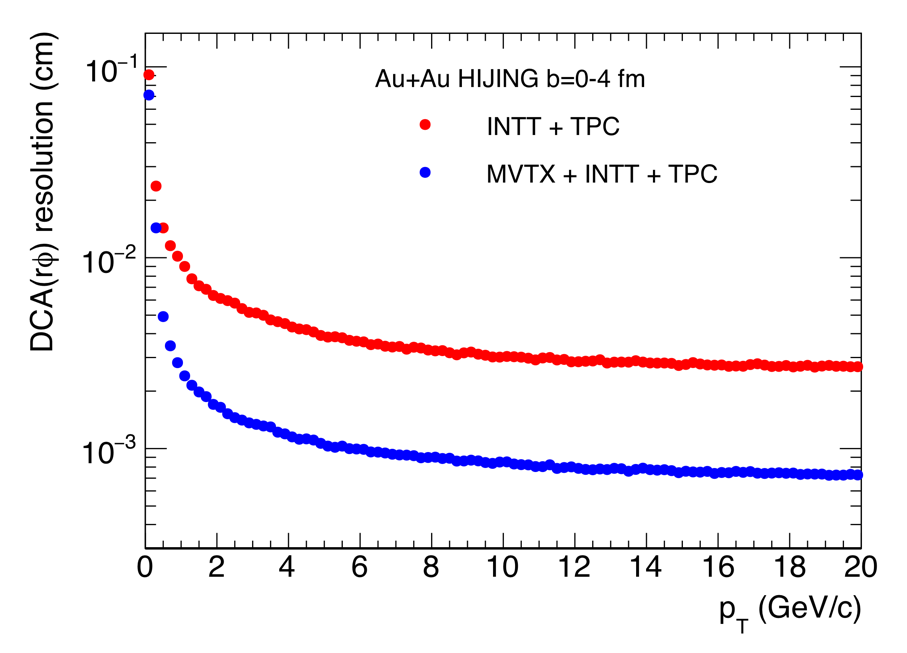 DCA(rϕ) resolution (cm)
10⁻¹
10⁻²
10⁻³
Au+Au HIJING b=0-4 fm
INTT + TPC
MVTX + INTT + TPC
0 2 4 6 8 10 12 14 16 18 20
p_T (GeV/c)